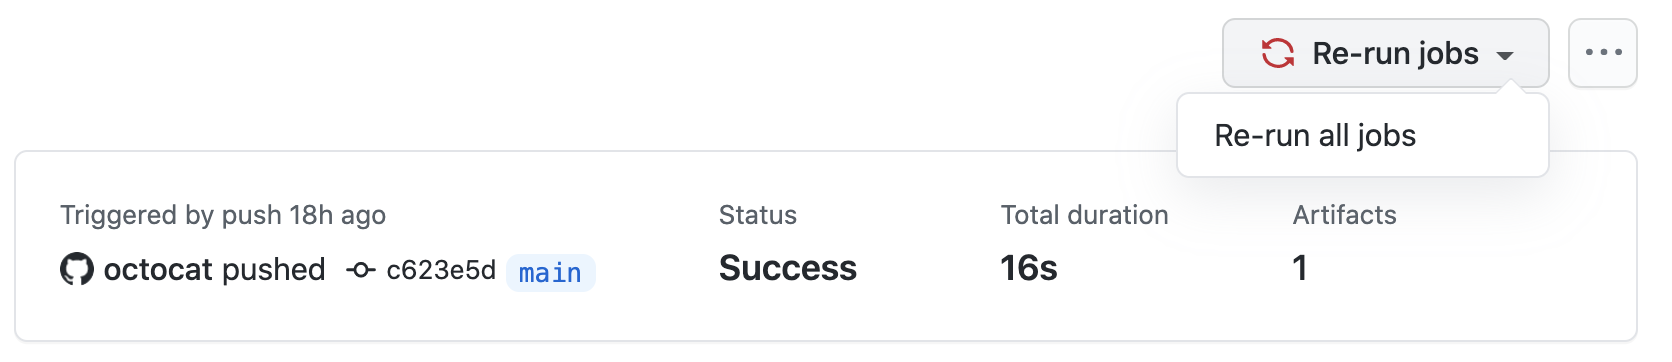 Re-run jobs
Re-run all jobs
Triggered by push 18h ago
octocat pushed c623e5d main
Status
Success
Total duration
16s
Artifacts
1